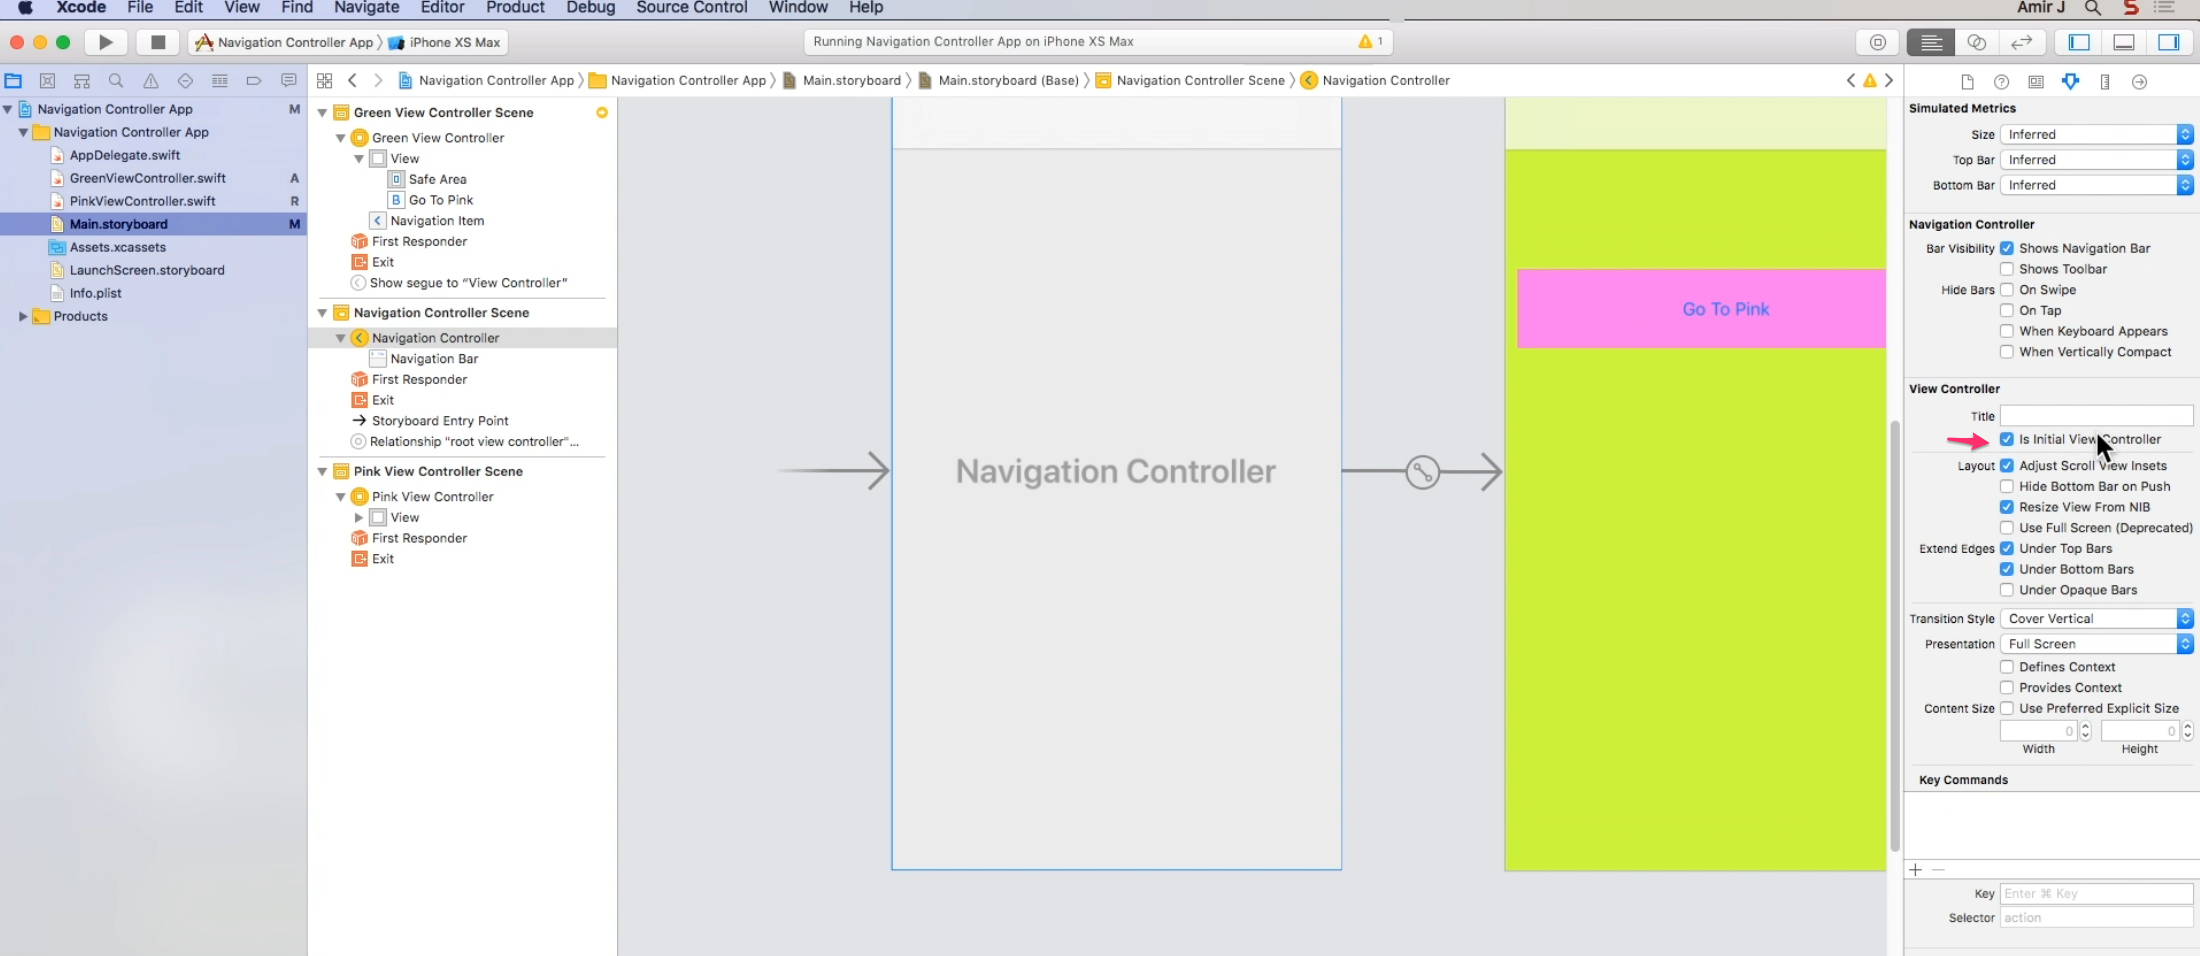 Xcode File Edit View Find Navigate Editor Product Debug Source Control Window Help Amir J
Navigation Controller App iPhone XS Max
Running Navigation Controller App on iPhone XS Max 1
Navigation Controller App Navigation Controller App Main.storyboard Main.storyboard (Base) Navigation Controller Scene Navigation Controller
Navigation Controller App M
Navigation Controller App
AppDelegate.swift
GreenViewController.swift A
PinkViewController.swift R
Main.storyboard M
Assets.xcassets
LaunchScreen.storyboard
Info.plist
Products
Green View Controller Scene
Green View Controller
View
Safe Area
B Go To Pink
Navigation Item
First Responder
Exit
Show segue to “View Controller”
Navigation Controller Scene
Navigation Controller
Navigation Bar
First Responder
Exit
Storyboard Entry Point
Relationship “root view controller”...
Pink View Controller Scene
Pink View Controller
View
First Responder
Exit
Navigation Controller
Go To Pink
Simulated Metrics
Size Inferred
Top Bar Inferred
Bottom Bar Inferred
Navigation Controller
Bar Visibility Shows Navigation Bar
Shows Toolbar
Hide Bars On Swipe
On Tap
When Keyboard Appears
When Vertically Compact
View Controller
Title
Is Initial View Controller
Layout Adjust Scroll View Insets
Hide Bottom Bar on Push
Resize View From NIB
Use Full Screen (Deprecated)
Extend Edges Under Top Bars
Under Bottom Bars
Under Opaque Bars
Transition Style Cover Vertical
Presentation Full Screen
Defines Context
Provides Context
Content Size Use Preferred Explicit Size
0 0
Width Height
Key Commands
Key Enter ⌘ Key
Selector action